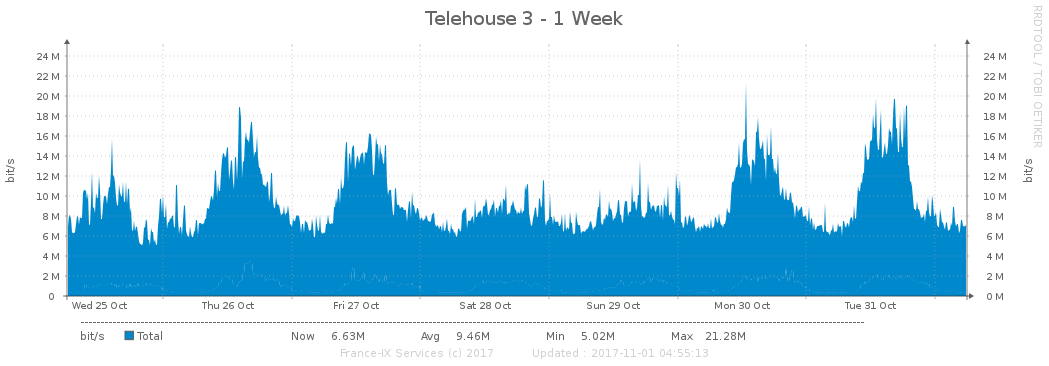 Telehouse 3 - 1 Week
RRDTOOL / TOBI OETIKER
24 M 24 M
22 M 22 M
20 M 20 M
18 M 18 M
16 M 16 M
14 M 14 M
12 M 12 M
10 M 10 M
8 M 8 M
6 M 6 M
4 M 4 M
2 M 2 M
0 0 M
bit/s
bit/s
Wed 25 Oct Thu 26 Oct Fri 27 Oct Sat 28 Oct Sun 29 Oct Mon 30 Oct Tue 31 Oct
bit/s Total Now 6.63M Avg 9.46M Min 5.02M Max 21.28M
France-IX Services (c) 2017 Updated : 2017-11-01 04:55:13